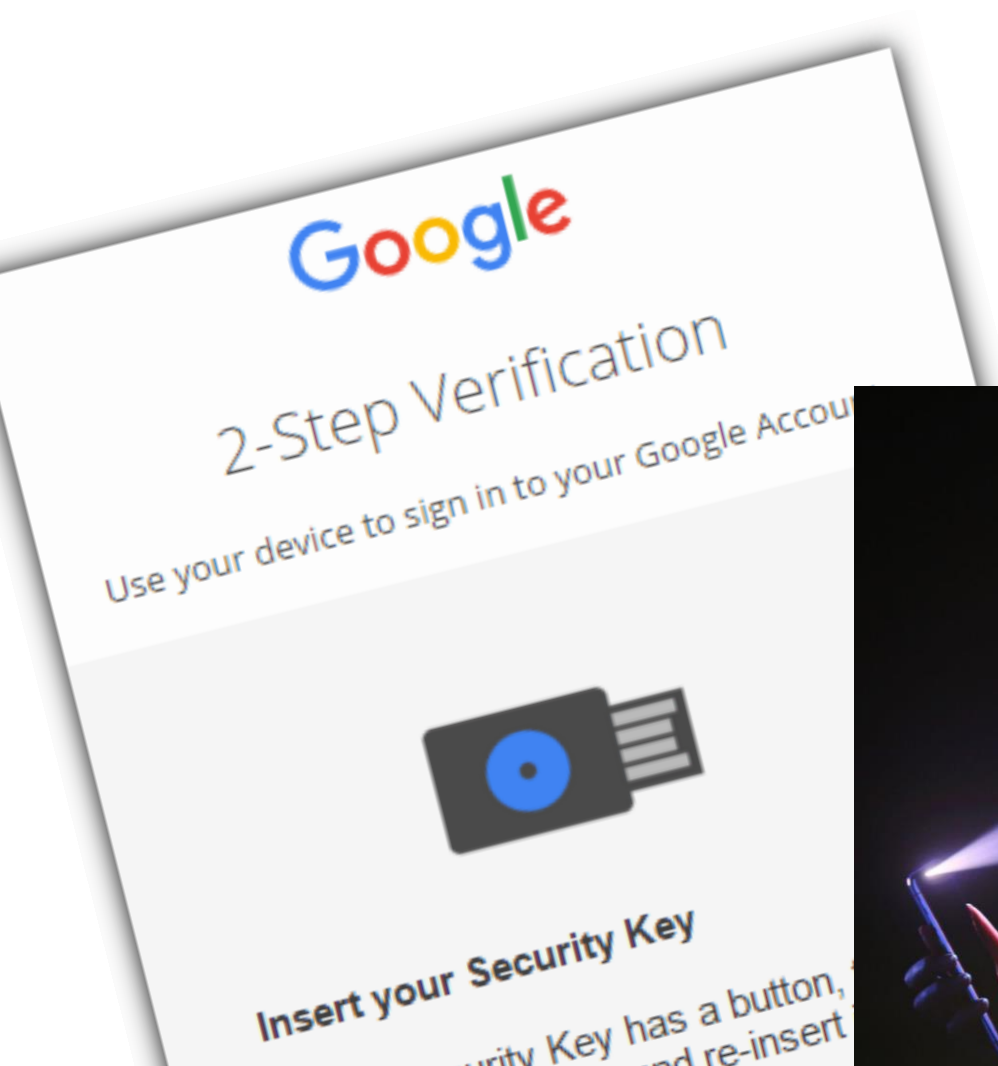 Google
2-Step Verification
Use your device to sign in to your Google
Insert your Security Key
Key has a button,
re-insert